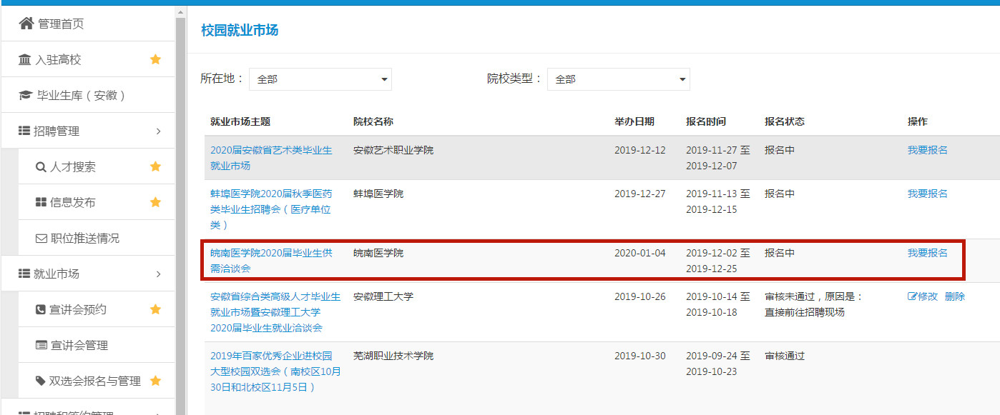 管理首页
入驻高校
毕业生库（安徽）
招聘管理
人才搜索
信息发布
职位推送情况
就业市场
宣讲会预约
宣讲会管理
双选会报名与管理
招聘和签约管理
校园就业市场
所在地： 全部 院校类型： 全部
就业市场主题 院校名称 举办日期 报名时间 报名状态 操作
2020届安徽省艺术类毕业生 安徽艺术职业学院 2019-12-12 2019-11-27 至 报名中 我要报名
就业市场 2019-12-07
蚌埠医学院2020届秋季医药 蚌埠医学院 2019-12-27 2019-11-13 至 报名中 我要报名
类毕业生招聘会（医疗单位 2019-12-15
类）
皖南医学院2020届毕业生供 皖南医学院 2020-01-04 2019-12-02 至 报名中 我要报名
需洽谈会 2019-12-25
安徽省综合类高级人才毕业生 安徽理工大学 2019-10-26 2019-10-14 至 审核未通过，原因是： 修改 删除
就业市场暨安徽理工大学 2019-10-18 直接前往招聘现场
2020届毕业生就业洽谈会
2019年百家优秀企业进校园 芜湖职业技术学院 2019-10-30 2019-09-24 至 审核通过
大型校园双选会（南校区10月 2019-10-23
30日和北校区11月5日）